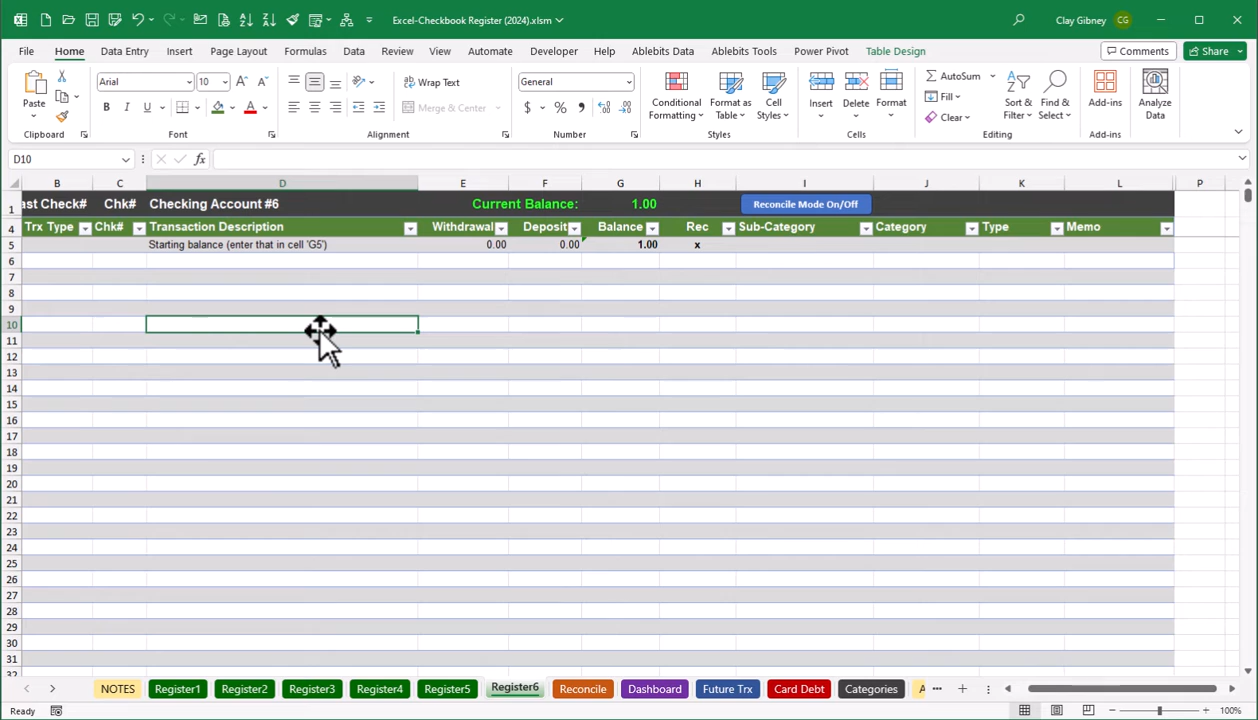 Excel-Checkbook Register (2024).xlsm
Clay Gibney CG
File Home Data Entry Insert Page Layout Formulas Data Review View Automate Developer Help Ablebits Data Ablebits Tools Power Pivot Table Design Comments Share
Paste Arial 10 Wrap Text General AutoSum
B I U Merge & Center $ % Conditional Formatting Format as Table Cell Styles Insert Delete Format Fill Clear Sort & Filter Find & Select Add-ins Analyze Data
Clipboard Font Alignment Number Styles Cells Editing Add-ins
D10 fx
B C D E F G H I J K L P
1 ast Check# Chk# Checking Account #6 Current Balance: 1.00 Reconcile Mode On/Off
4 Trx Type Chk# Transaction Description Withdrawal Deposit Balance Rec Sub-Category Category Type Memo
5 Starting balance (enter that in cell 'G5') 0.00 0.00 1.00 x
6
7
8
9
10
11
12
13
14
15
16
17
18
19
20
21
22
23
24
25
26
27
28
29
30
31
32
NOTES Register1 Register2 Register3 Register4 Register5 Register6 Reconcile Dashboard Future Trx Card Debt Categories
Ready 100%